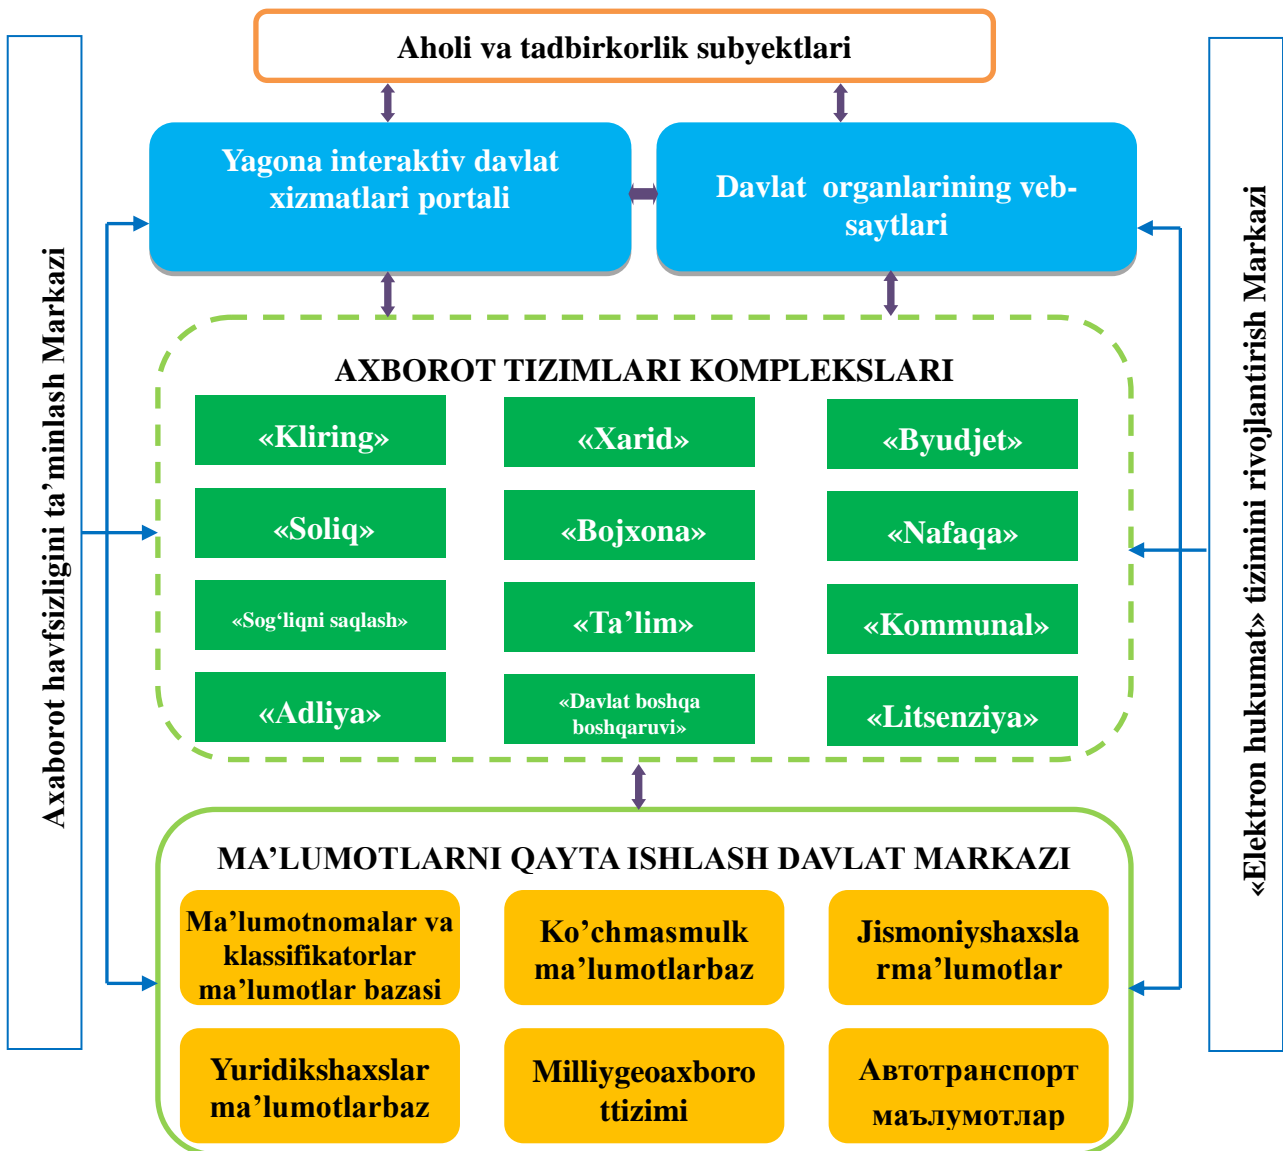 Aholi va tadbirkorlik subyektlari
Axaborot havfsizligini ta’minlash Markazi
Yagona interaktiv davlat
xizmatlari portali
Davlat organlarining veb-
saytlari
«Elektron hukumat» tizimini rivojlantirish Markazi
AXBOROT TIZIMLARI KOMPLEKSLARI
«Kliring»
«Xarid»
«Byudjet»
«Soliq»
«Bojxona»
«Nafaqa»
«Sog‘liqni saqlash»
«Ta’lim»
«Kommunal»
«Adliya»
«Davlat boshqa
boshqaruvi»
«Litsenziya»
MA’LUMOTLARNI QAYTA ISHLASH DAVLAT MARKAZI
Ma’lumotnomalar va
klassifikatorlar
ma’lumotlar bazasi
Ko’chmasmulk
ma’lumotlarbaz
Jismoniyshaxsla
rma’lumotlar
Yuridikshaxslar
ma’lumotlarbaz
Milliygeoaxboro
ttizimi
Автотранспорт
маълумотлар